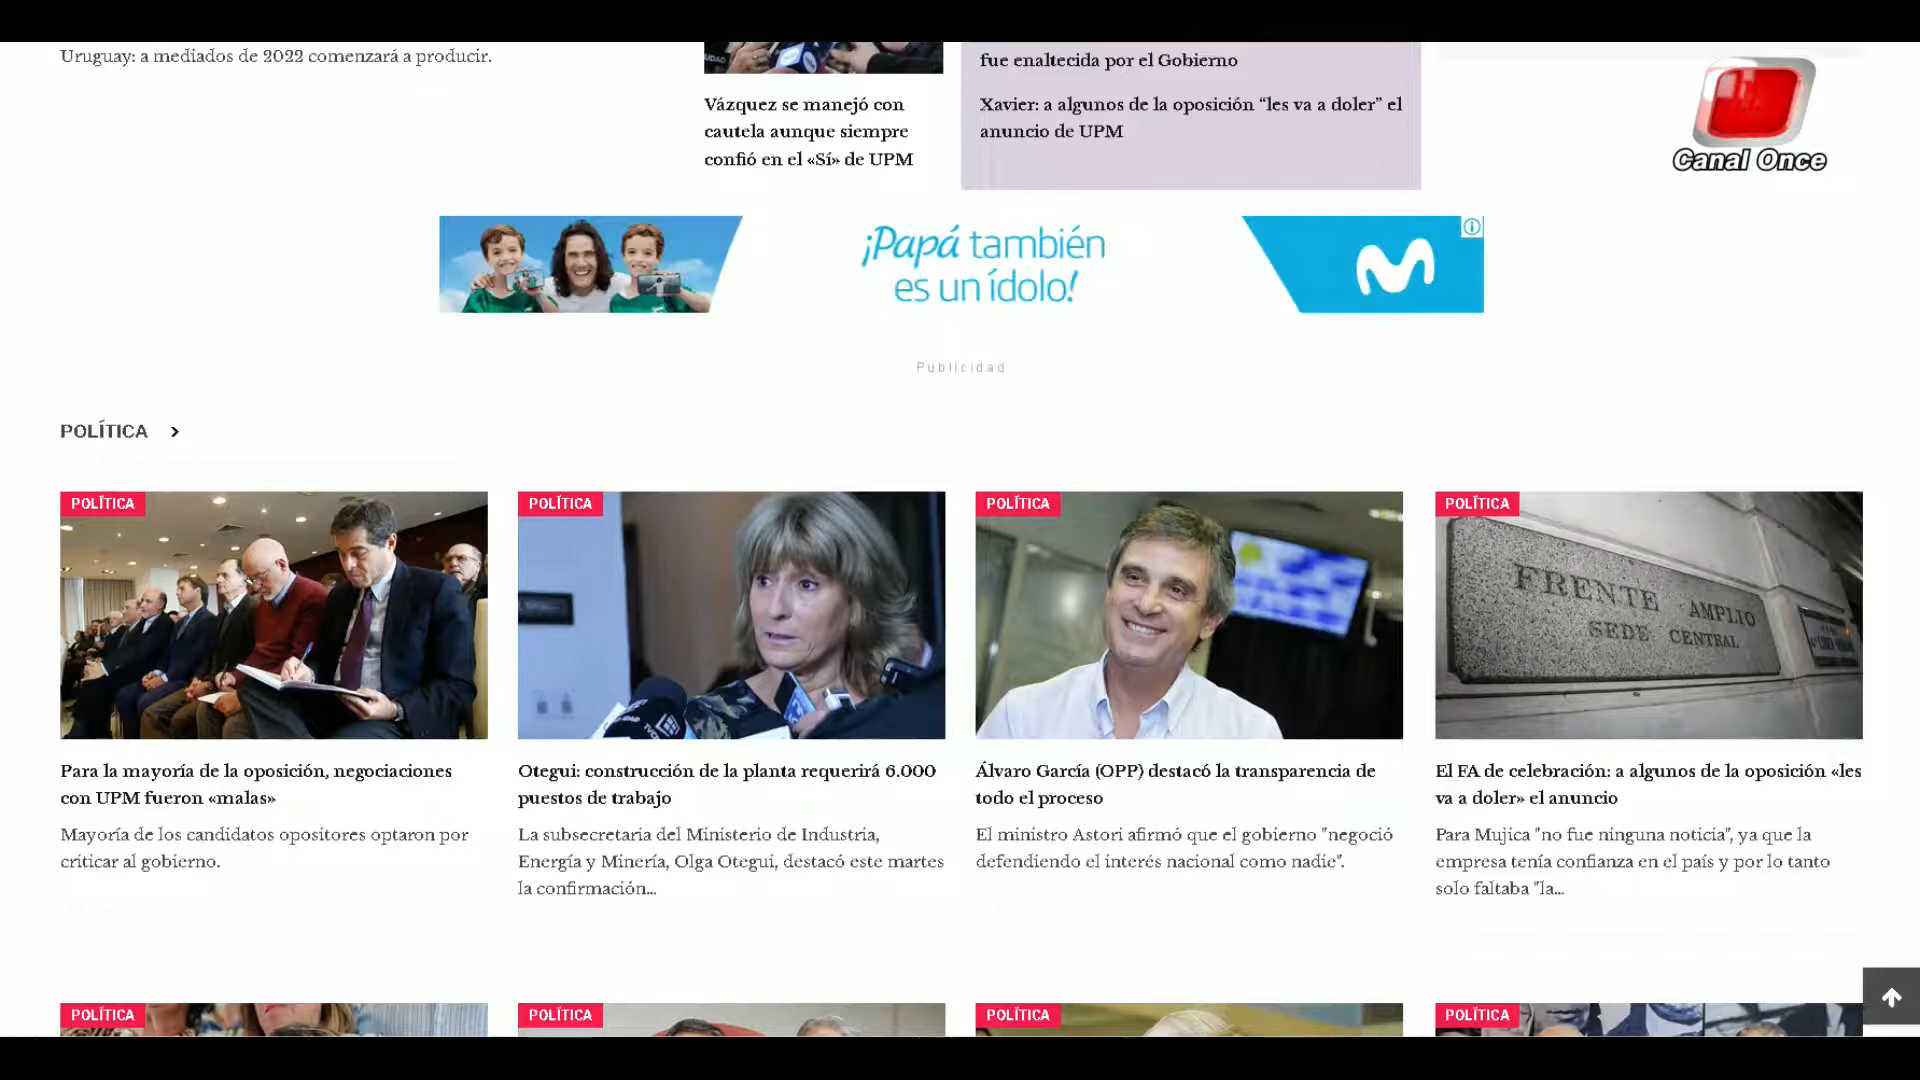 Uruguay: a mediados de 2022 comenzará a producir.
Vázquez se manejó con
cautela aunque siempre
confió en el «Sí» de UPM
fue enaltecida por el Gobierno
Xavier: a algunos de la oposición “les va a doler” el
anuncio de UPM
Canal Once
¡Papá también
es un ídolo!
Publicidad
POLÍTICA
POLÍTICA
Para la mayoría de la oposición, negociaciones
con UPM fueron «malas»
Mayoría de los candidatos opositores optaron por
criticar al gobierno.
POLÍTICA
Otegui: construcción de la planta requerirá 6.000
puestos de trabajo
La subsecretaria del Ministerio de Industria,
Energía y Minería, Olga Otegui, destacó este martes
la confirmación...
POLÍTICA
Álvaro García (OPP) destacó la transparencia de
todo el proceso
El ministro Astori afirmó que el gobierno "negoció
defendiendo el interés nacional como nadie".
POLÍTICA
FRENTE AMPLIO
SEDE CENTRAL
El FA de celebración: a algunos de la oposición «les
va a doler» el anuncio
Para Mujica "no fue ninguna noticia", ya que la
empresa tenía confianza en el país y por lo tanto
solo faltaba "la...
POLÍTICA
POLÍTICA
POLÍTICA
POLÍTICA